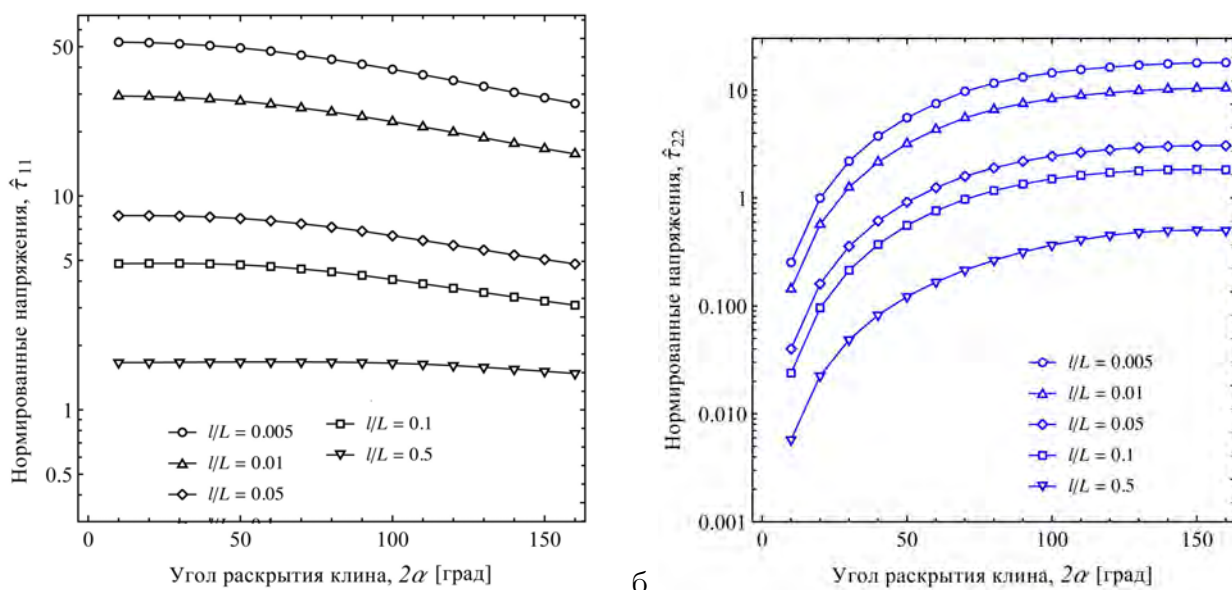 Нормированные напряжения, τ̂ 11
50
10
5
1
0.5
l/L = 0.005
l/L = 0.01
l/L = 0.05
l/L = 0.1
l/L = 0.5
0
50
100
150
Угол раскрытия клина, 2α [град]
б
Нормированные напряжения, τ̂ 22
10
1
0.100
0.010
0.001
l/L = 0.005
l/L = 0.01
l/L = 0.05
l/L = 0.1
l/L = 0.5
0
50
100
150
Угол раскрытия клина, 2α [град]